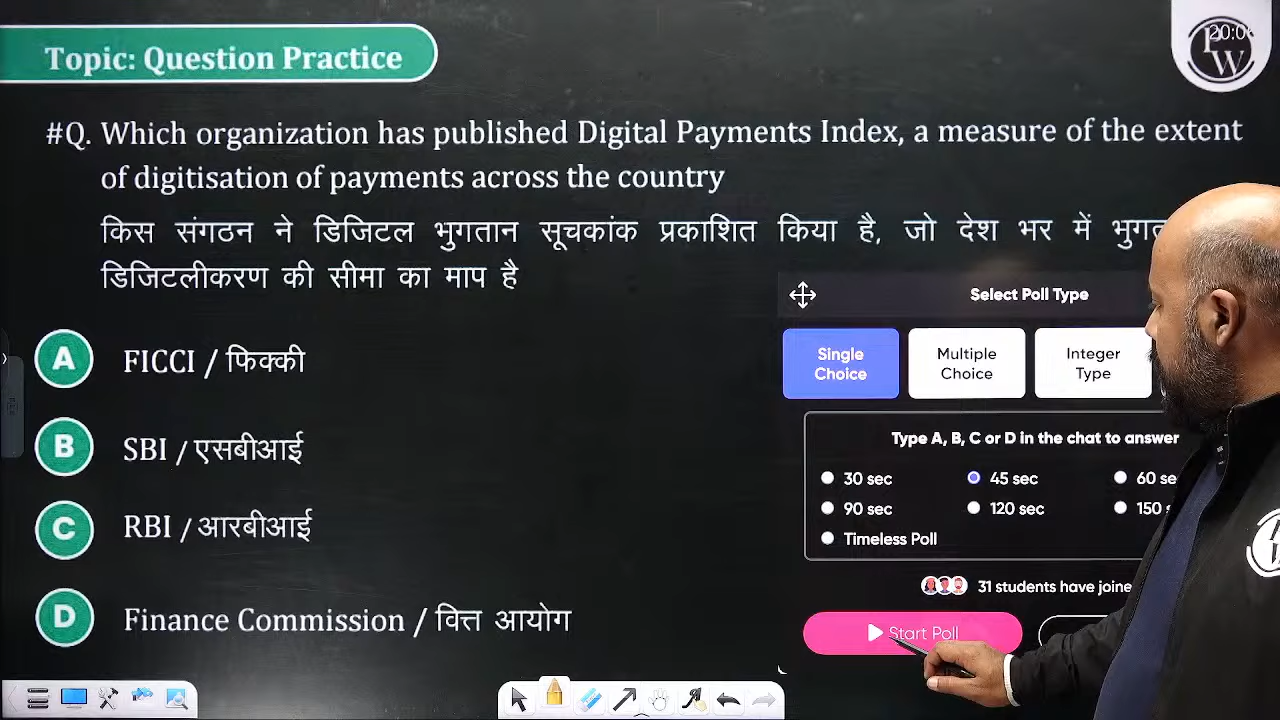 Topic: Question Practice
PW
#Q. Which organization has published Digital Payments Index, a measure of the extent
of digitisation of payments across the country
किस संगठन ने डिजिटल भुगतान सूचकांक प्रकाशित किया है, जो देश भर में
डिजिटलीकरण की सीमा का माप है
Select Poll Type
Single
Choice
Multiple
Choice
Integer
Type
A FICCI / फिक्की
B SBI / एसबीआई
C RBI / आरबीआई
D Finance Commission / वित्त आयोग
Type A, B, C or D in the chat to answer
30 sec 45 sec 60
90 sec 120 sec 150
Timeless Poll
31 students have
Start Poll